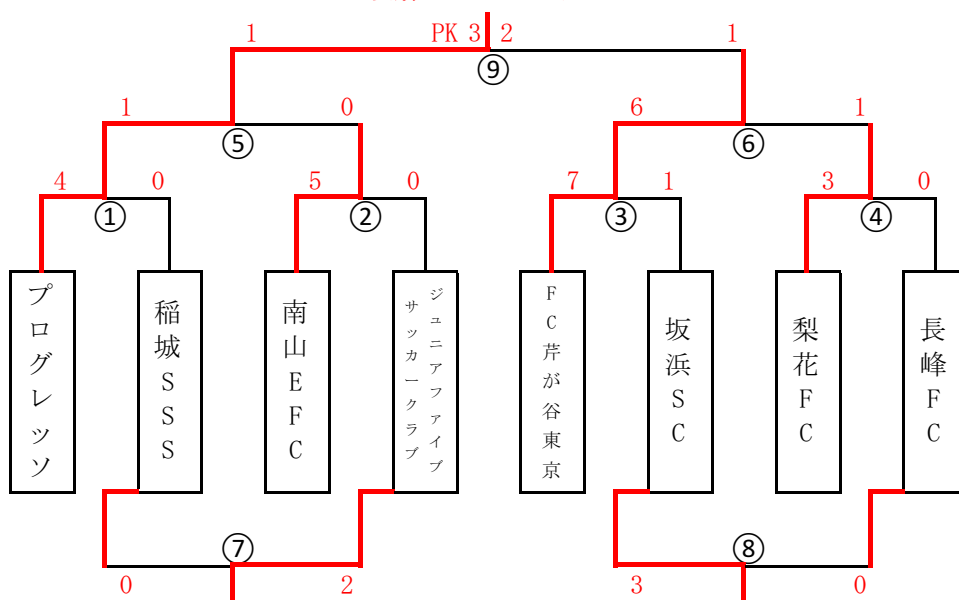 1 PK 3 2 1
⑨
1 0 6 1
⑤ ⑥
4 0 5 0 7 1 3 0
① ② ③ ④
プログレッソ
稲城SSS
南山EFC
ジュニアファイブ
サッカークラブ
FC芹が谷東京
坂浜SC
梨花FC
長峰FC
⑦ ⑧
0 2 3 0